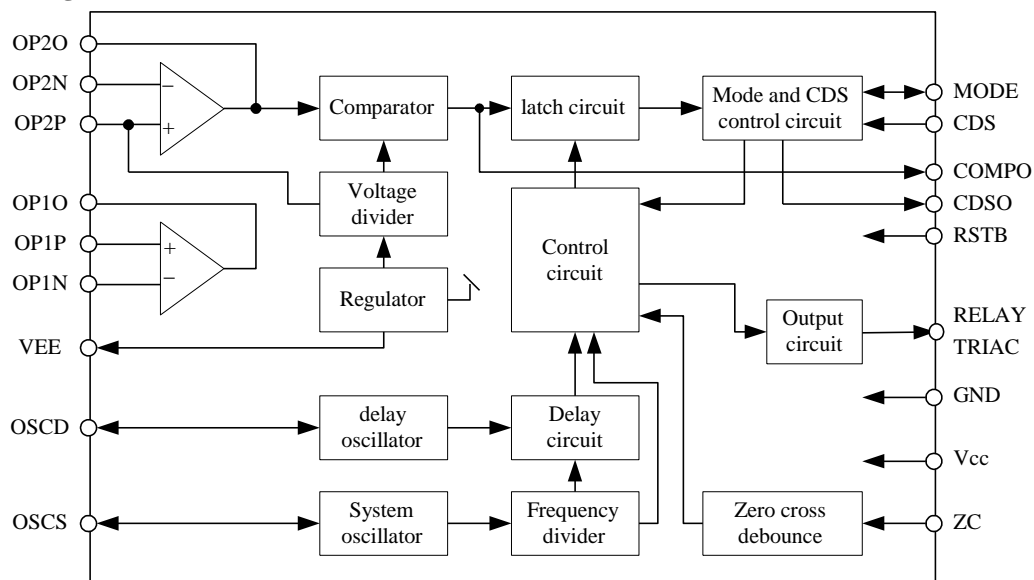 OP2O
OP2N
OP2P
OP1O
OP1P
OP1N
VEE
OSCD
OSCS
−
+
+
−
Comparator
Voltage
divider
Regulator
delay
oscillator
System
oscillator
latch circuit
Control
circuit
Delay
circuit
Frequency
divider
Mode and CDS
control circuit
Output
circuit
Zero cross
debounce
MODE
CDS
COMPO
CDSO
RSTB
RELAY
TRIAC
GND
Vcc
ZC